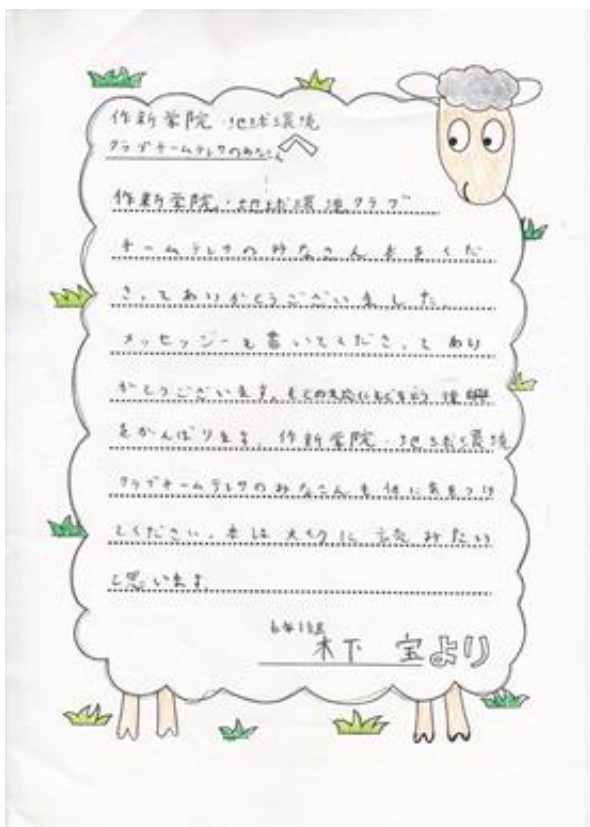 作新学院・地球環境
クラブチームテレサのみなさんへ
作新学院・地球環境クラブ
チームテレサのみなさん本をくだ
さってありがとうございました。
メッセージも書いてくださってあり
がとうございます。もとの大槌にもどるよう復興
をがんばります。作新学院・地球環境
クラブチームテレサのみなさんも体に気をつけ
てください。本は大切に読みたい
と思います。
6年1組
木下 宝より